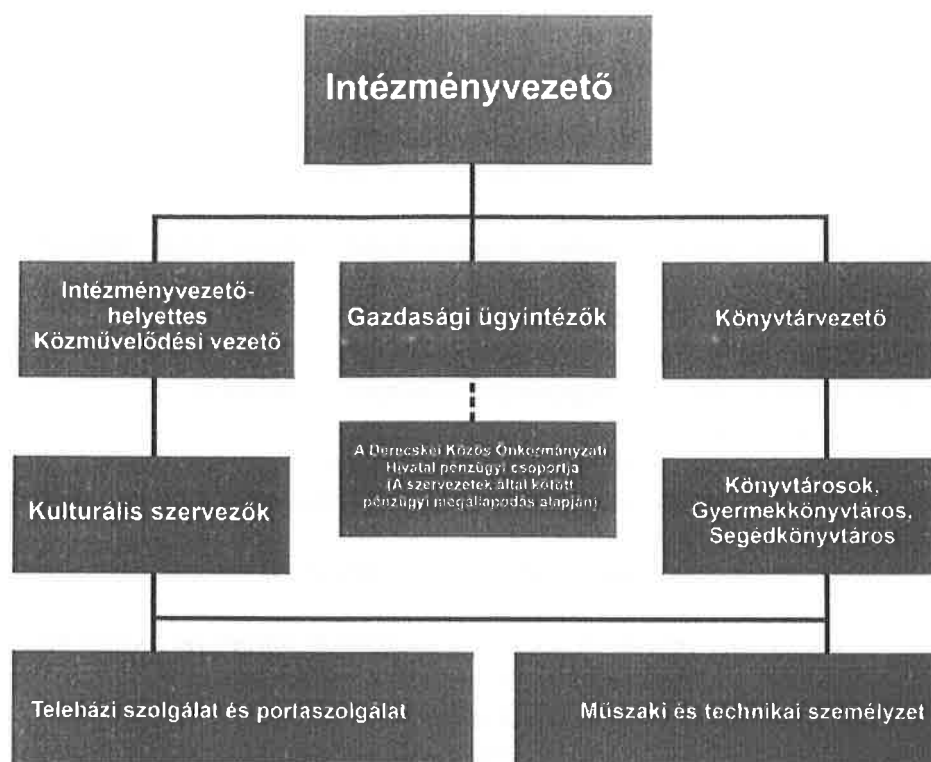 Intézményvezető
Intézményvezető-
helyettes
Közművelődési vezető
Gazdasági ügyintézők
Könyvtárvezető
A Derecskei Közös Önkormányzati
Hivatal pénzügyi csoportja
(A szervezetek által kötött
pénzügyi megállapodás alapján)
Kulturális szervezők
Könyvtárosok,
Gyermekkönyvtáros,
Segédkönyvtáros
Teleházi szolgálat és portaszolgálat
Műszaki és technikai személyzet